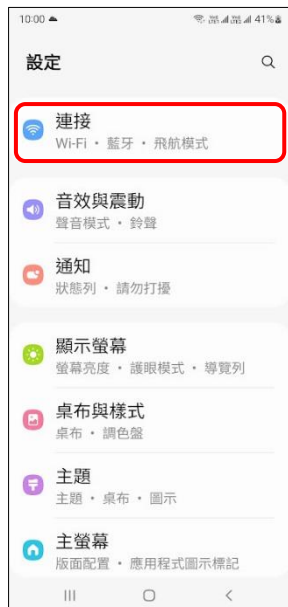 10:00 41%
設定
連接
Wi-Fi • 藍牙 • 飛航模式
音效與震動
聲音模式 • 鈴聲
通知
狀態列 • 請勿打擾
顯示螢幕
螢幕亮度 • 護眼模式 • 導覽列
桌布與樣式
桌布 • 調色盤
主題
主題 • 桌布 • 圖示
主螢幕
版面配置 • 應用程式圖示標記